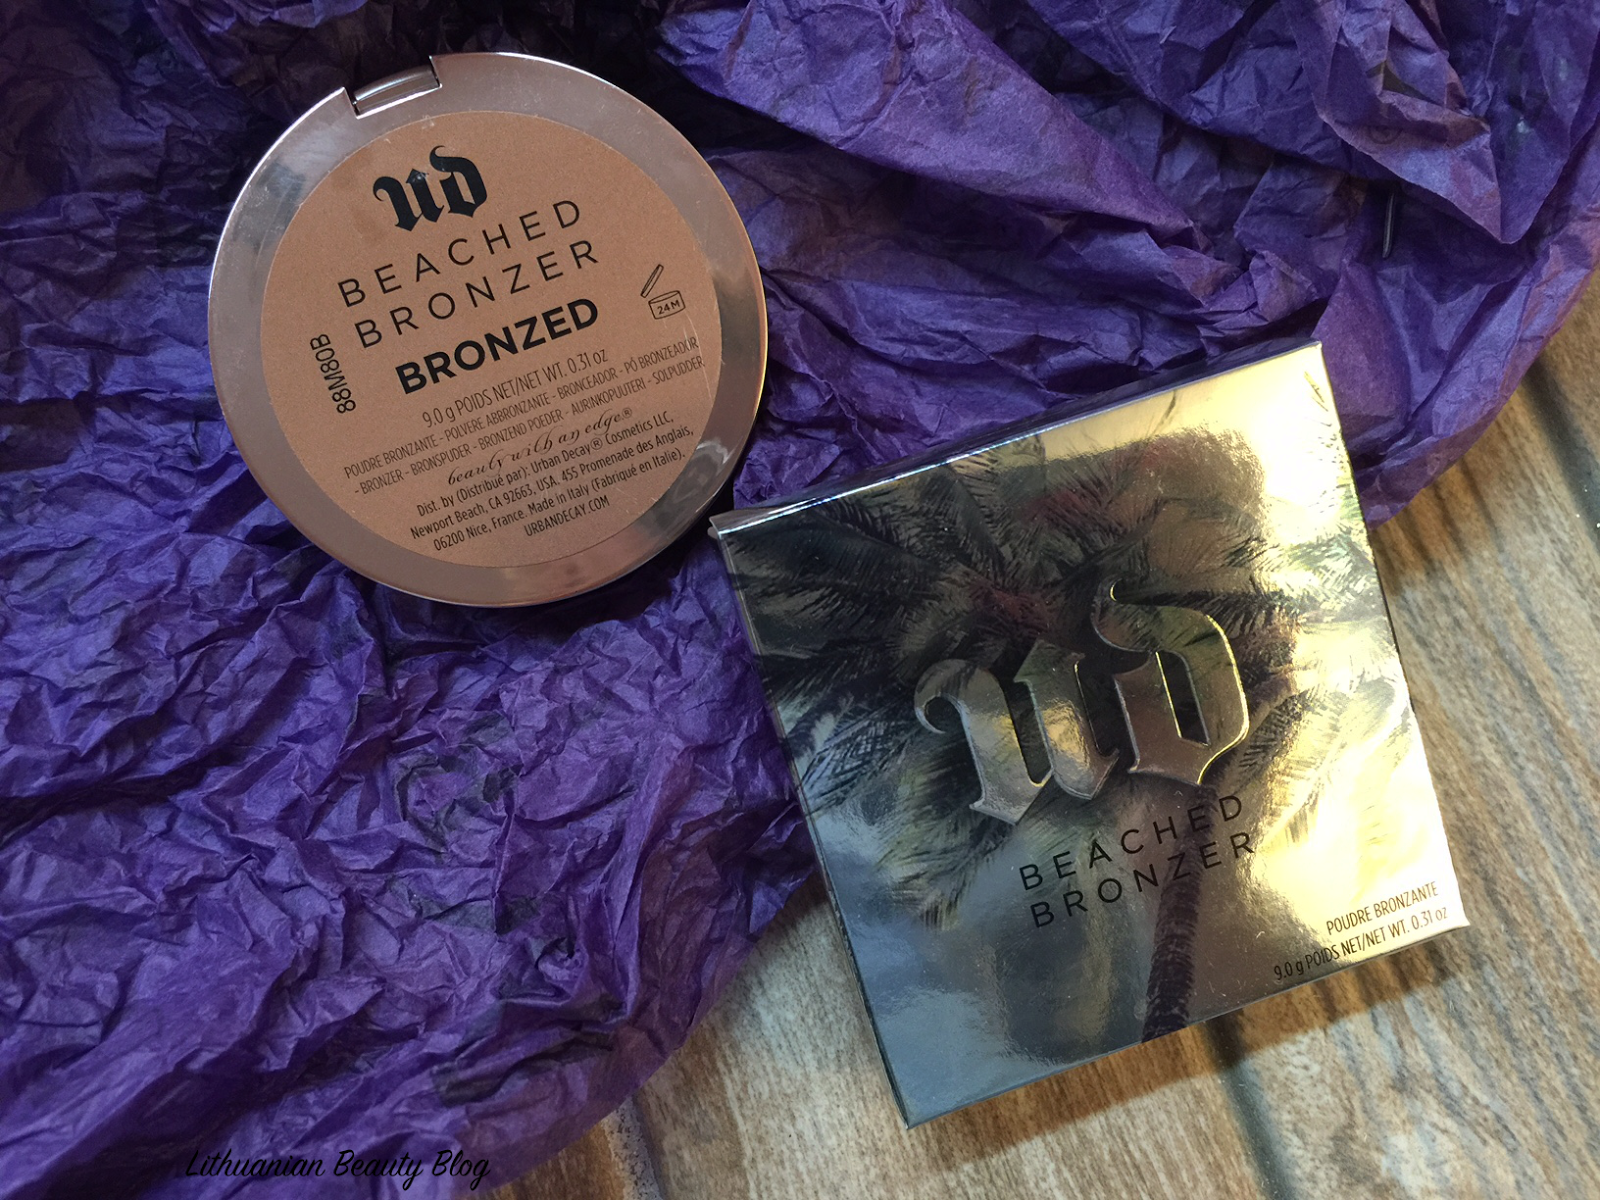 UD
BEACHED
BRONZER
BRONZED
24M
88M80B
9.0 g POIDS NET/NET WT. 0.31 oz
POUDRE BRONZANTE - POLVERE ABBRONZANTE - BRONCEADOR - PÓ BRONZEADOR
- BRONZER - BRONSPUDER - BRONZEND POEDER - AURINKOPUUTERI - SOLPUDDER
beauty with an edge®
Dist. by (Distribué par): Urban Decay® Cosmetics LLC,
Newport Beach, CA 92663, USA. 455 Promenade des Anglais,
06200 Nice, France. Made in Italy (Fabriqué en Italie).
URBANDECAY.COM
UD
BEACHED
BRONZER
POUDRE BRONZANTE
9.0 g POIDS NET/NET WT. 0.31 oz
Lithuanian Beauty Blog